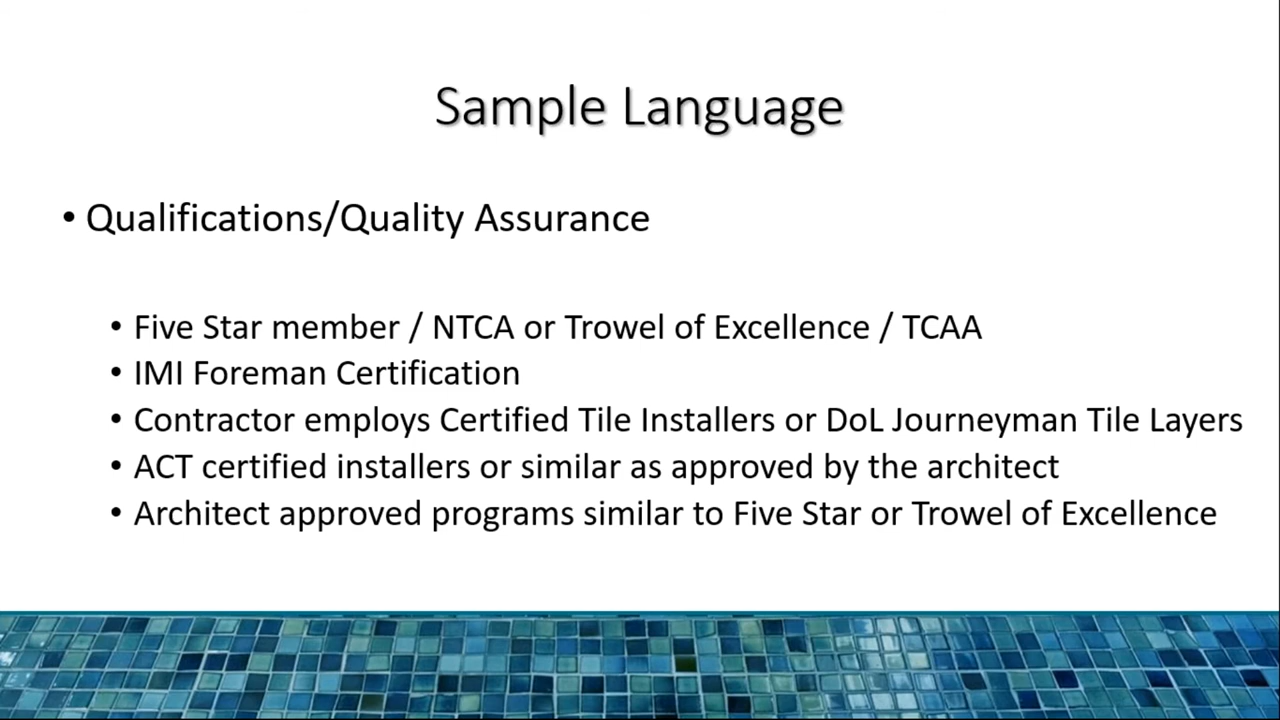 Sample Language
• Qualifications/Quality Assurance
• Five Star member / NTCA or Trowel of Excellence / TCAA
• IMI Foreman Certification
• Contractor employs Certified Tile Installers or DoL Journeyman Tile Layers
• ACT certified installers or similar as approved by the architect
• Architect approved programs similar to Five Star or Trowel of Excellence